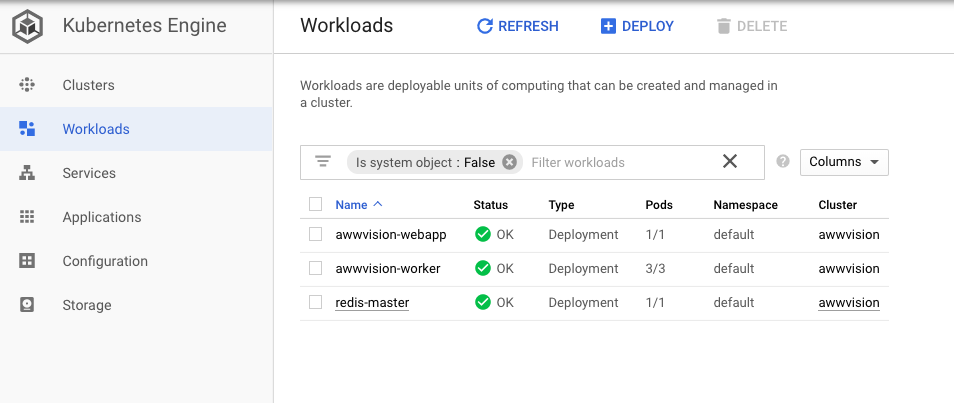 Kubernetes Engine
Workloads
REFRESH
DEPLOY
DELETE
Clusters
Workloads
Services
Applications
Configuration
Storage
Workloads are deployable units of computing that can be created and managed in
a cluster.
Is system object : False
Filter workloads
?
Columns
Name Status Type Pods Namespace Cluster
awwvision-webapp OK Deployment 1/1 default awwvision
awwvision-worker OK Deployment 3/3 default awwvision
redis-master OK Deployment 1/1 default awwvision